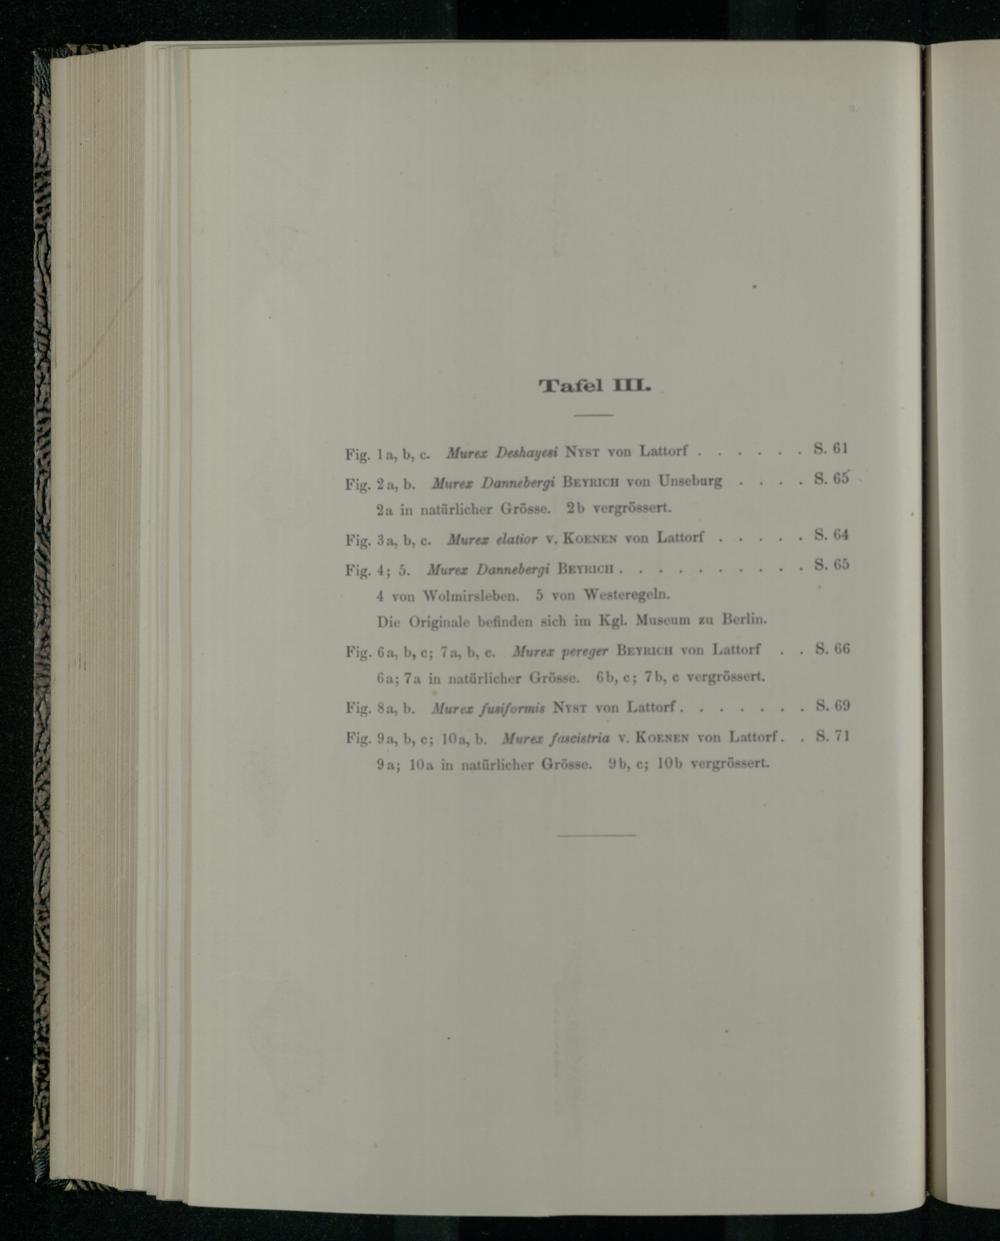 Tafel III.
Fig. 1a, b, c. Murex Deshayesi NYST von Lattorf . . . . . . S. 61
Fig. 2a, b. Murex Dannebergi BEYRICH von Unseburg . . . . S. 65
2a in natürlicher Grösse. 2b vergrössert.
Fig. 3a, b, c. Murex elatior v. KOENEN von Lattorf . . . . . S. 64
Fig. 4; 5. Murex Dannebergi BEYRICH . . . . . . . . . . S. 65
4 von Wolmirsleben. 5 von Westeregeln.
Die Originale befinden sich im Kgl. Museum zu Berlin.
Fig. 6a, b, c; 7a, b, c. Murex pereger BEYRICH von Lattorf . . S. 66
6a; 7a in natürlicher Grösse. 6b, c; 7b, c vergrössert.
Fig. 8a, b. Murex fusiformis NYST von Lattorf . . . . . . . S. 69
Fig. 9a, b, c; 10a, b. Murex fascistria v. KOENEN von Lattorf . . S. 71
9a; 10a in natürlicher Grösse. 9b, c; 10b vergrössert.